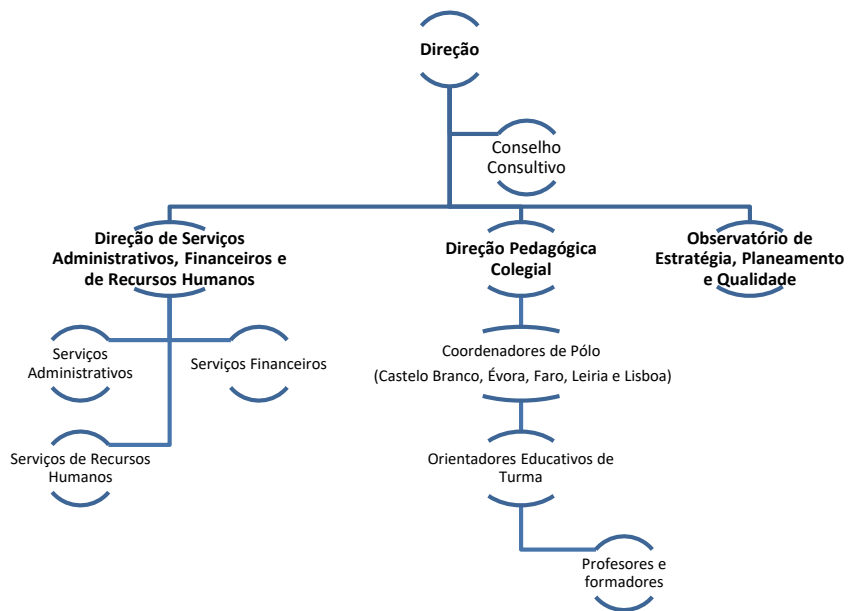 Direção
Conselho
Consultivo
Direção de Serviços
Administrativos, Financeiros e
de Recursos Humanos
Direção Pedagógica
Colegial
Observatório de
Estratégia, Planeamento
e Qualidade
Serviços
Administrativos
Serviços Financeiros
Coordenadores de Pólo
(Castelo Branco, Évora, Faro, Leiria e Lisboa)
Serviços de Recursos
Humanos
Orientadores Educativos de
Turma
Profesores e
formadores